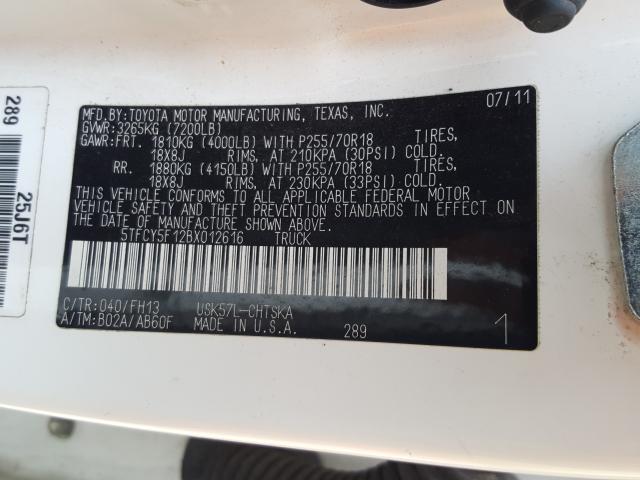 MFD.BY:TOYOTA MOTOR MANUFACTURING, TEXAS, INC. 07/11
GVWR:3265KG (7200LB)
GAWR:FRT. 1810KG (4000LB) WITH P255/70R18 TIRES,
18X8J RIMS, AT 210KPA (30PSI) COLD.
RR. 1880KG (4150LB) WITH P255/70R18 TIRES,
18X8J RIMS, AT 230KPA (33PSI) COLD.
THIS VEHICLE CONFORMS TO ALL APPLICABLE FEDERAL MOTOR
VEHICLE SAFETY AND THEFT PREVENTION STANDARDS IN EFFECT
ON THE DATE OF MANUFACTURE SHOWN ABOVE.
5TFCY5F12BX012616 TRUCK
C/TR:040/FH13 USK57L-CHTSKA
A/TM:B02A/AB60F MADE IN U.S.A. 289 1
289 25J6T